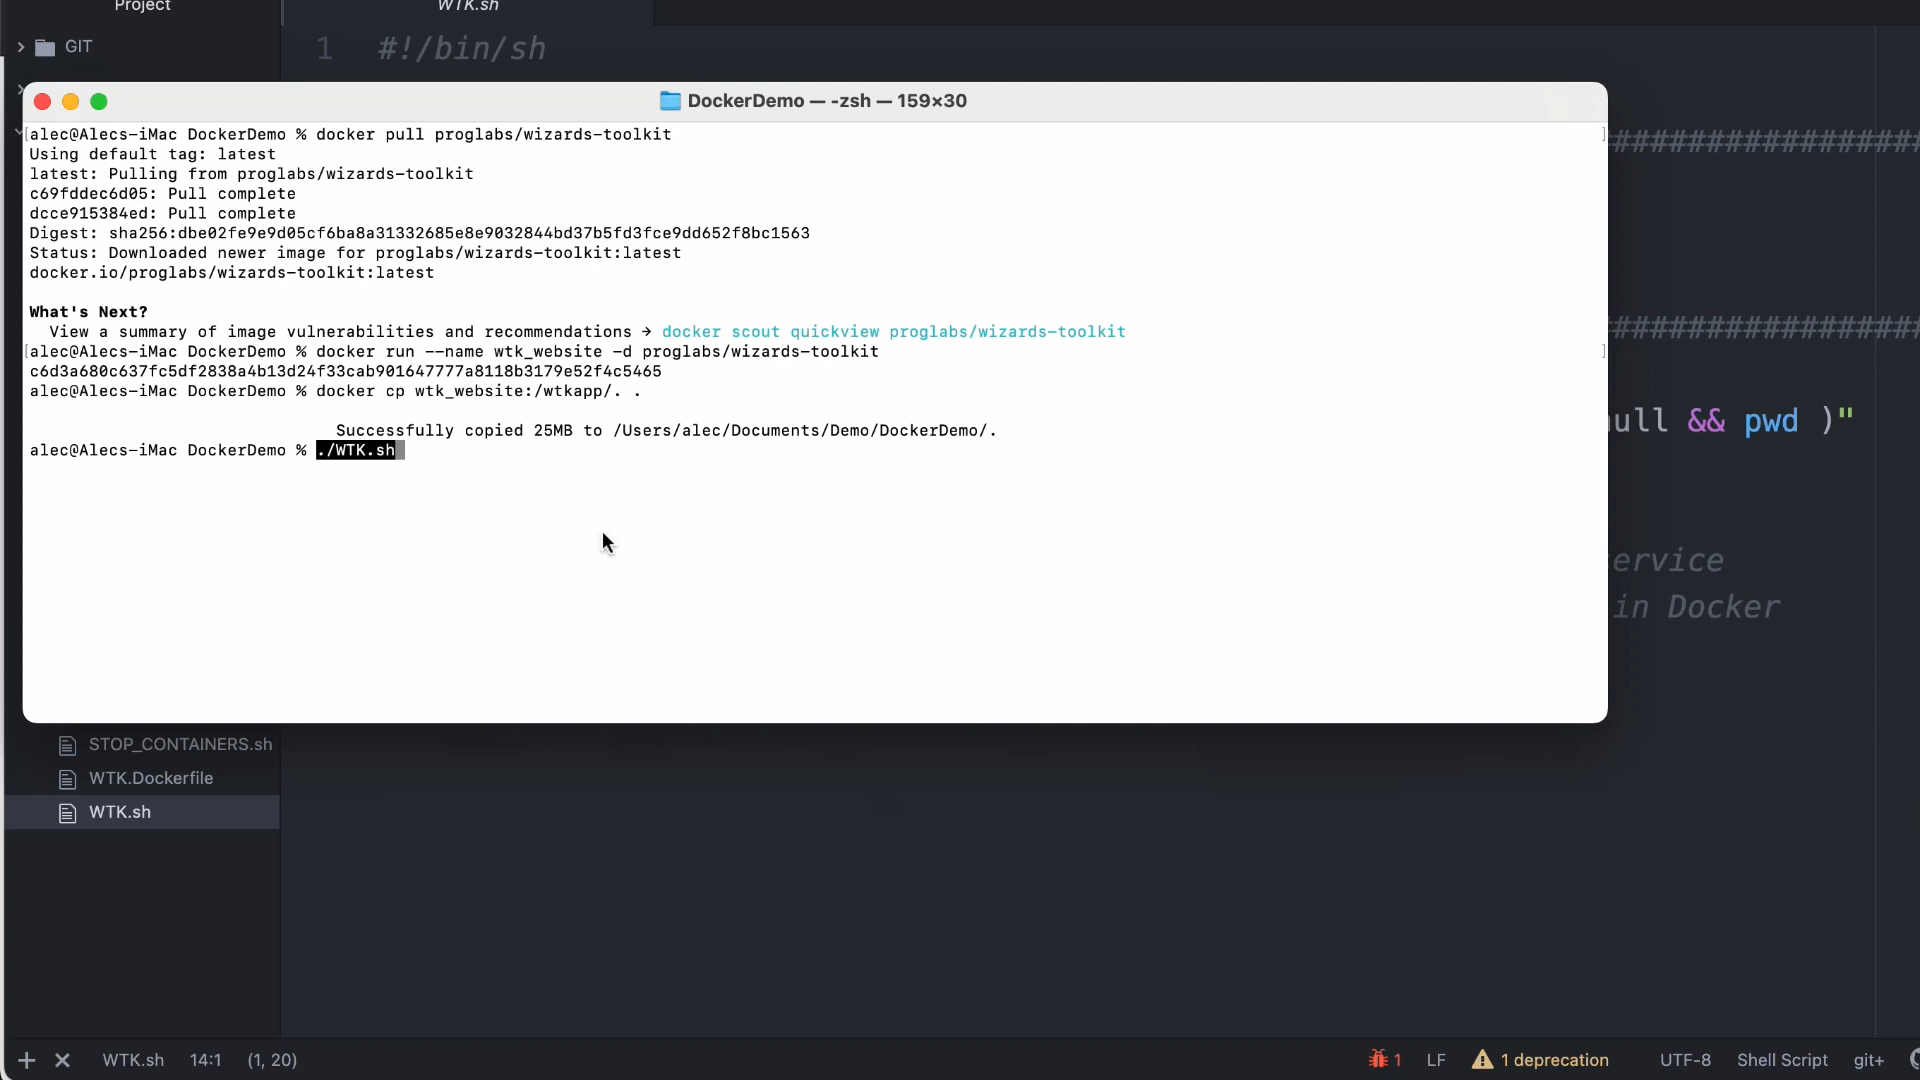 Project
WTK.sh
GIT
1 #!/bin/sh
DockerDemo — -zsh — 159×30
[alec@Alecs-iMac DockerDemo % docker pull proglabs/wizards-toolkit ]
Using default tag: latest
latest: Pulling from proglabs/wizards-toolkit
c69fddec6d05: Pull complete
dcce915384ed: Pull complete
Digest: sha256:dbe02fe9e9d05cf6ba8a31332685e8e9032844bd37b5fd3fce9dd652f8bc1563
Status: Downloaded newer image for proglabs/wizards-toolkit:latest
docker.io/proglabs/wizards-toolkit:latest
What's Next?
View a summary of image vulnerabilities and recommendations → docker scout quickview proglabs/wizards-toolkit
[alec@Alecs-iMac DockerDemo % docker run --name wtk_website -d proglabs/wizards-toolkit ]
c6d3a680c637fc5df2838a4b13d24f33cab901647777a8118b3179e52f4c5465
alec@Alecs-iMac DockerDemo % docker cp wtk_website:/wtkapp/. .
Successfully copied 25MB to /Users/alec/Documents/Demo/DockerDemo/.
alec@Alecs-iMac DockerDemo % ./WTK.sh
##################
##################
ull && pwd )"
ervice
in Docker
STOP_CONTAINERS.sh
WTK.Dockerfile
WTK.sh
+ × WTK.sh 14:1 (1, 20)
1 LF 1 deprecation UTF-8 Shell Script git+